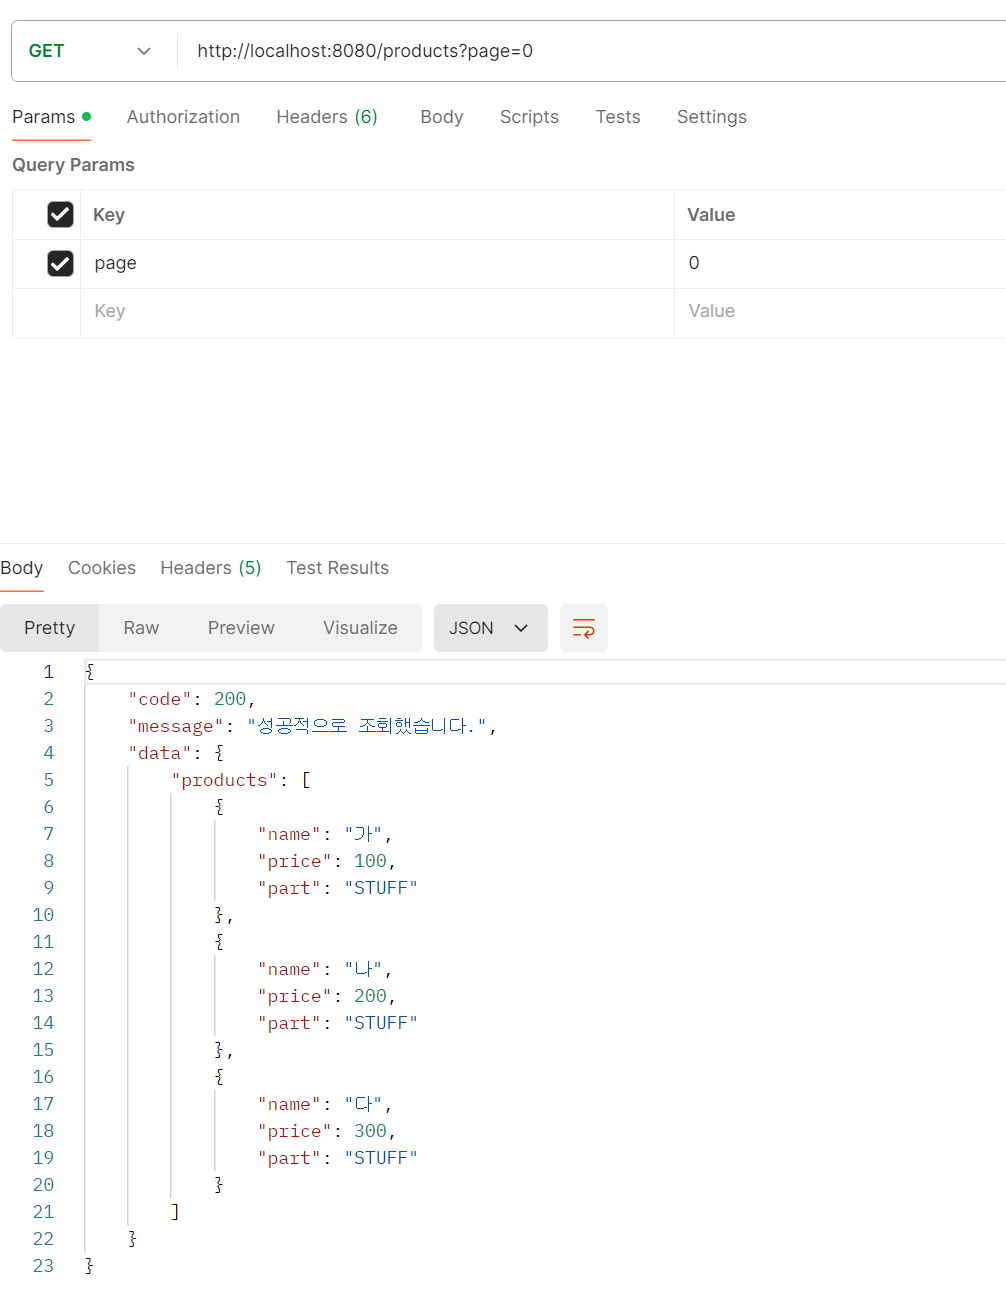 GET http://localhost:8080/products?page=0
Params Authorization Headers (6) Body Scripts Tests Settings
Query Params
Key Value
page 0
Key Value
Body Cookies Headers (5) Test Results
Pretty Raw Preview Visualize JSON
1 {
2 "code": 200,
3 "message": "성공적으로 조회했습니다.",
4 "data": {
5 "products": [
6 {
7 "name": "가",
8 "price": 100,
9 "part": "STUFF"
10 },
11 {
12 "name": "나",
13 "price": 200,
14 "part": "STUFF"
15 },
16 {
17 "name": "다",
18 "price": 300,
19 "part": "STUFF"
20 }
21 ]
22 }
23 }